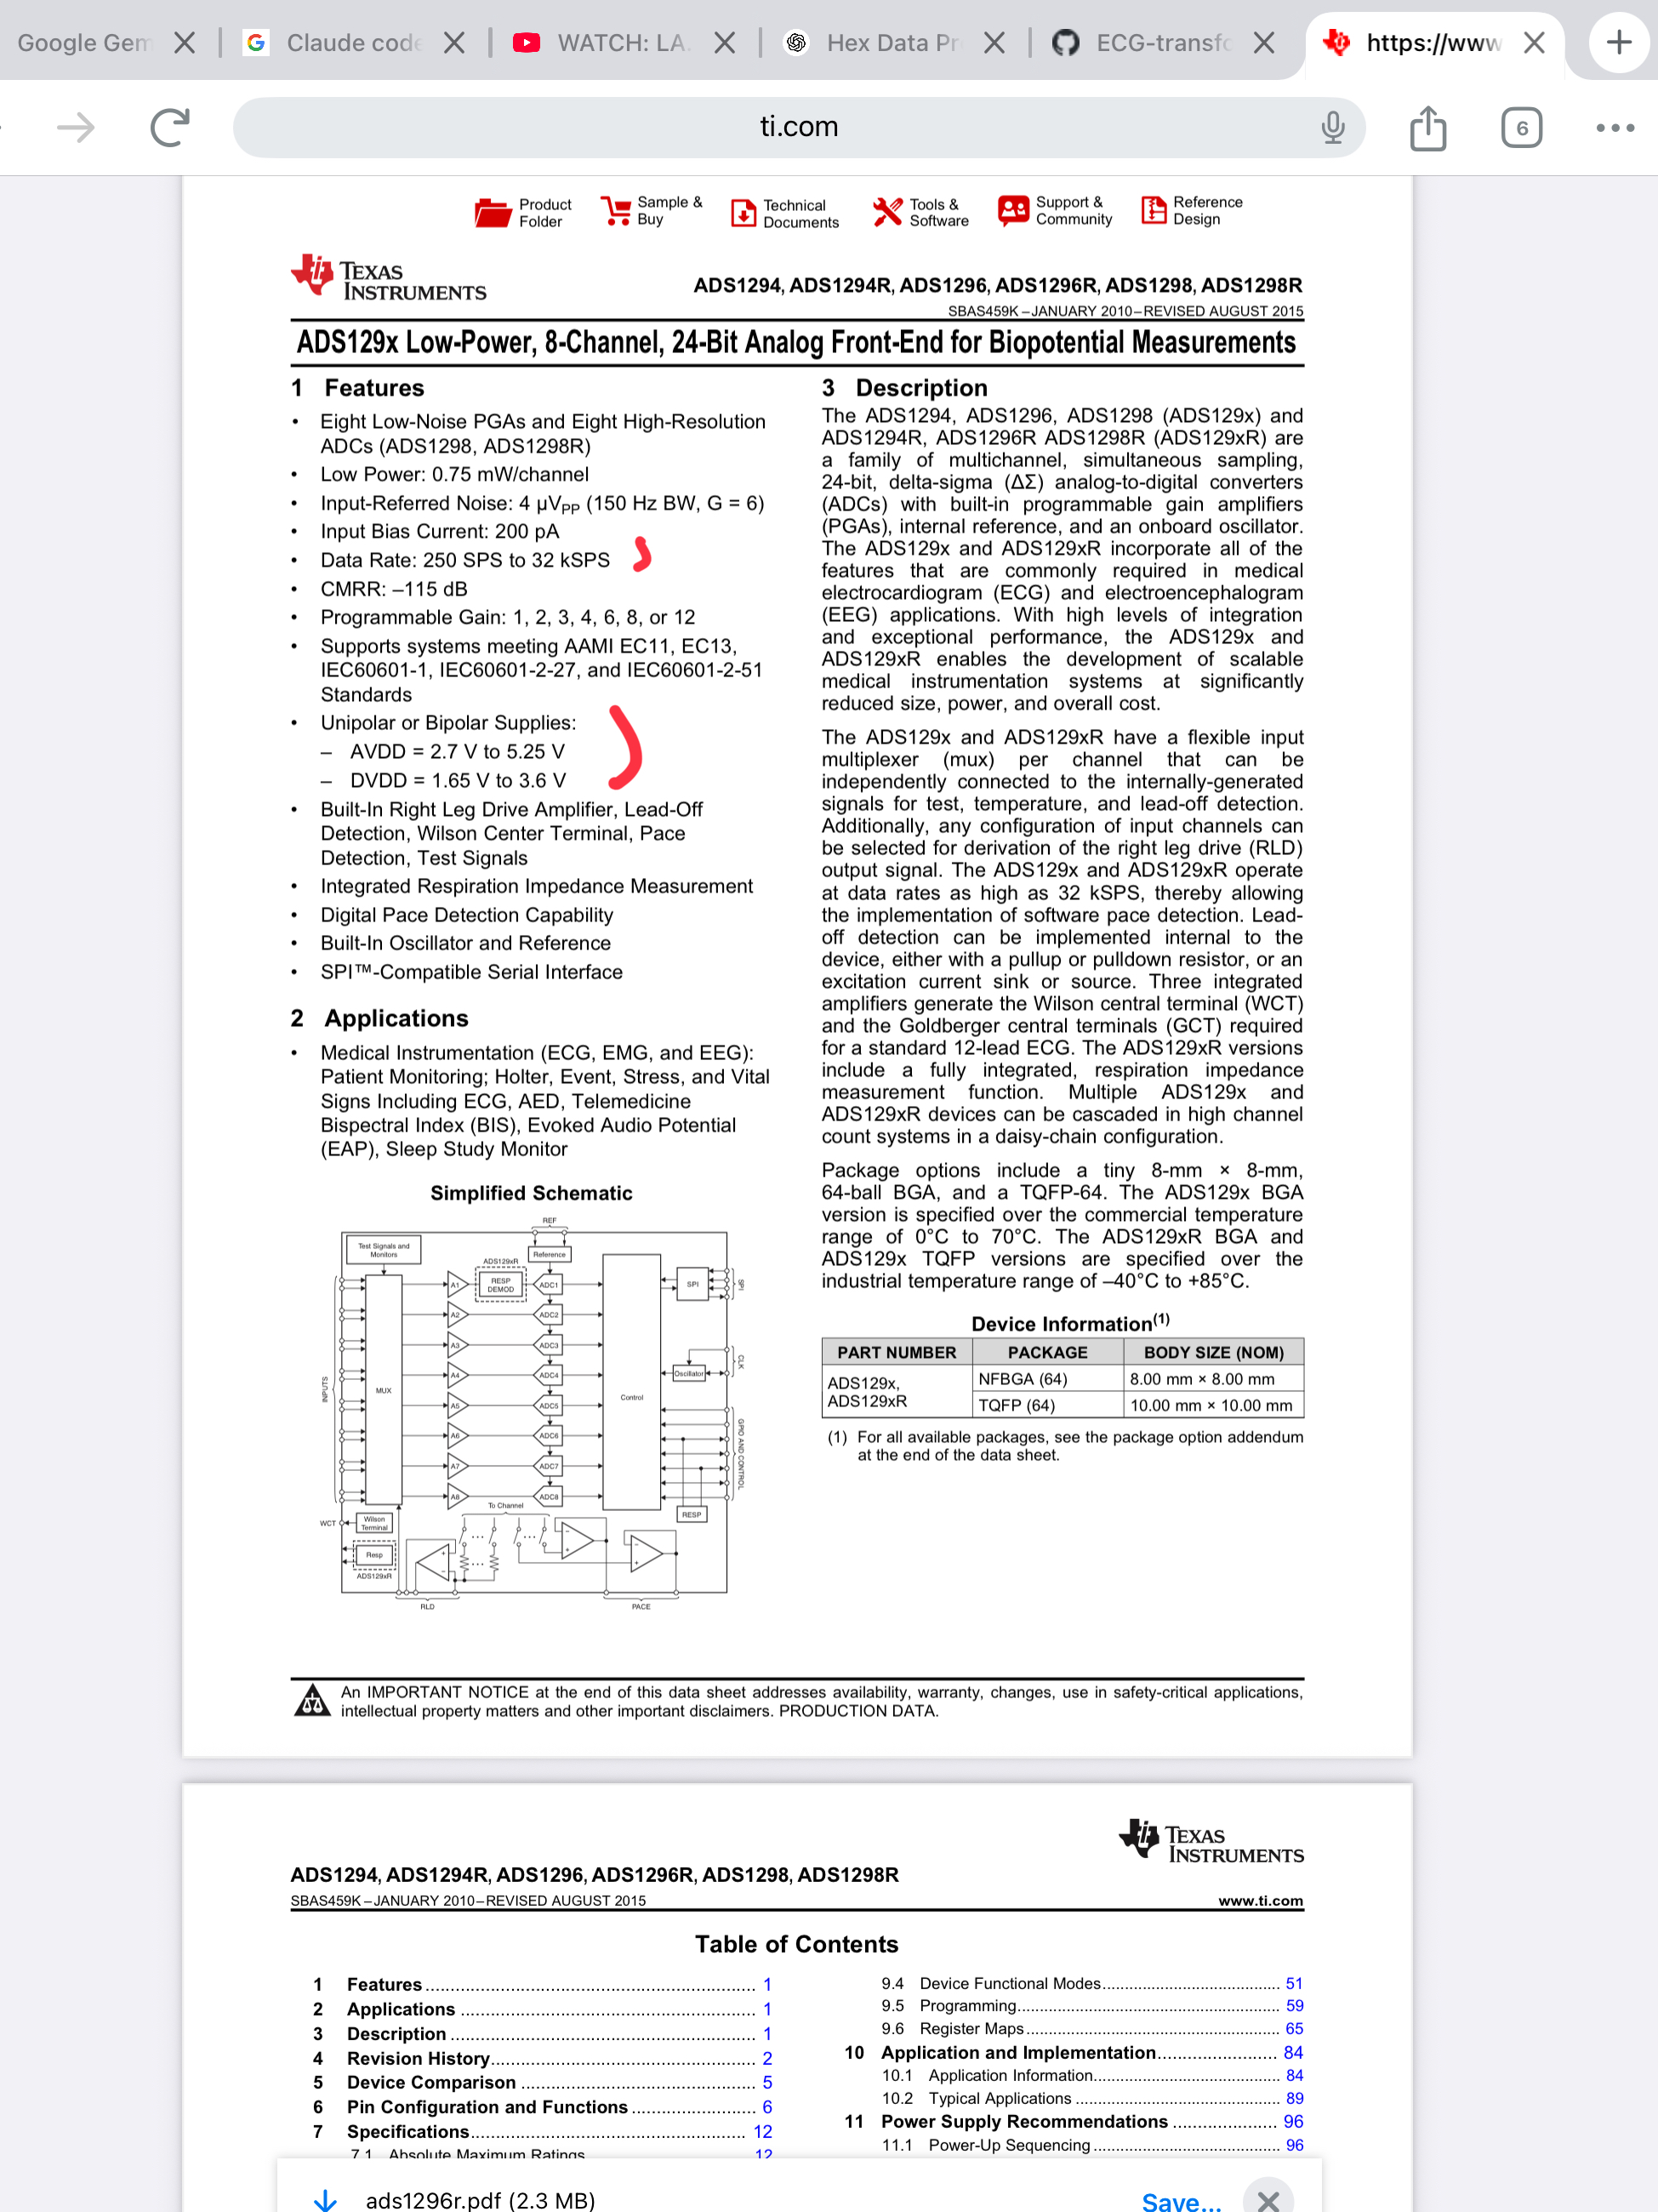 Google Gem
Claude code
WATCH: LA.
Hex Data Pr
ECG-transfo
https://www
ti.com
6
Product
Folder
Sample &
Buy
Technical
Documents
Tools &
Software
Support &
Community
Reference
Design
TEXAS
INSTRUMENTS
ADS1294, ADS1294R, ADS1296, ADS1296R, ADS1298, ADS1298R
SBAS459K – JANUARY 2010 – REVISED AUGUST 2015
ADS129x Low-Power, 8-Channel, 24-Bit Analog Front-End for Biopotential Measurements
1 Features
• Eight Low-Noise PGAs and Eight High-Resolution
ADCs (ADS1298, ADS1298R)
• Low Power: 0.75 mW/channel
• Input-Referred Noise: 4 μVPP (150 Hz BW, G = 6)
• Input Bias Current: 200 pA
• Data Rate: 250 SPS to 32 kSPS
• CMRR: –115 dB
• Programmable Gain: 1, 2, 3, 4, 6, 8, or 12
• Supports systems meeting AAMI EC11, EC13,
IEC60601-1, IEC60601-2-27, and IEC60601-2-51
Standards
• Unipolar or Bipolar Supplies:
– AVDD = 2.7 V to 5.25 V
– DVDD = 1.65 V to 3.6 V
• Built-In Right Leg Drive Amplifier, Lead-Off
Detection, Wilson Center Terminal, Pace
Detection, Test Signals
• Integrated Respiration Impedance Measurement
• Digital Pace Detection Capability
• Built-In Oscillator and Reference
• SPI™-Compatible Serial Interface
2 Applications
• Medical Instrumentation (ECG, EMG, and EEG):
Patient Monitoring; Holter, Event, Stress, and Vital
Signs Including ECG, AED, Telemedicine
Bispectral Index (BIS), Evoked Audio Potential
(EAP), Sleep Study Monitor
Simplified Schematic
REF
Test Signals and
Monitors
ADS129xR
Reference
RESP
DEMOD
A1
ADC1
SPI
SPI
A2
ADC2
A3
ADC3
CLK
A4
ADC4
Oscillator
INPUTS
MUX
Control
A5
ADC5
A6
ADC6
GPIO AND CONTROL
A7
ADC7
A8
ADC8
To Channel
RESP
WCT
Wilson
Terminal
Resp
ADS129xR
RLD
PACE
3 Description
The ADS1294, ADS1296, ADS1298 (ADS129x) and
ADS1294R, ADS1296R ADS1298R (ADS129xR) are
a family of multichannel, simultaneous sampling,
24-bit, delta-sigma (ΔΣ) analog-to-digital converters
(ADCs) with built-in programmable gain amplifiers
(PGAs), internal reference, and an onboard oscillator.
The ADS129x and ADS129xR incorporate all of the
features that are commonly required in medical
electrocardiogram (ECG) and electroencephalogram
(EEG) applications. With high levels of integration
and exceptional performance, the ADS129x and
ADS129xR enables the development of scalable
medical instrumentation systems at significantly
reduced size, power, and overall cost.
The ADS129x and ADS129xR have a flexible input
multiplexer (mux) per channel that can be
independently connected to the internally-generated
signals for test, temperature, and lead-off detection.
Additionally, any configuration of input channels can
be selected for derivation of the right leg drive (RLD)
output signal. The ADS129x and ADS129xR operate
at data rates as high as 32 kSPS, thereby allowing
the implementation of software pace detection. Lead-
off detection can be implemented internal to the
device, either with a pullup or pulldown resistor, or an
excitation current sink or source. Three integrated
amplifiers generate the Wilson central terminal (WCT)
and the Goldberger central terminals (GCT) required
for a standard 12-lead ECG. The ADS129xR versions
include a fully integrated, respiration impedance
measurement function. Multiple ADS129x and
ADS129xR devices can be cascaded in high channel
count systems in a daisy-chain configuration.
Package options include a tiny 8-mm × 8-mm,
64-ball BGA, and a TQFP-64. The ADS129x BGA
version is specified over the commercial temperature
range of 0°C to 70°C. The ADS129xR BGA and
ADS129x TQFP versions are specified over the
industrial temperature range of –40°C to +85°C.
Device Information(1)
PART NUMBER PACKAGE BODY SIZE (NOM)
ADS129x,
ADS129xR
NFBGA (64) 8.00 mm × 8.00 mm
TQFP (64) 10.00 mm × 10.00 mm
(1) For all available packages, see the package option addendum
at the end of the data sheet.
An IMPORTANT NOTICE at the end of this data sheet addresses availability, warranty, changes, use in safety-critical applications,
intellectual property matters and other important disclaimers. PRODUCTION DATA.
TEXAS
INSTRUMENTS
ADS1294, ADS1294R, ADS1296, ADS1296R, ADS1298, ADS1298R
SBAS459K – JANUARY 2010 – REVISED AUGUST 2015
www.ti.com
Table of Contents
1 Features 1
2 Applications 1
3 Description 1
4 Revision History 2
5 Device Comparison 5
6 Pin Configuration and Functions 6
7 Specifications 12
7.1 Absolute Maximum Ratings 12
9.4 Device Functional Modes 51
9.5 Programming 59
9.6 Register Maps 65
10 Application and Implementation 84
10.1 Application Information 84
10.2 Typical Applications 89
11 Power Supply Recommendations 96
11.1 Power-Up Sequencing 96
ads1296r.pdf (2.3 MB)
Save...